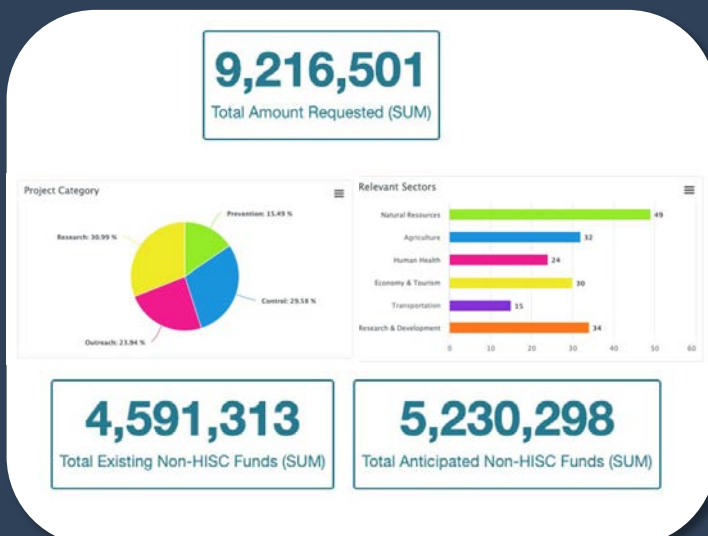 9,216,501
Total Amount Requested (SUM)
Project Category
Prevention: 15.49 %
Research: 30.99 %
Control: 29.58 %
Outreach: 23.94 %
Relevant Sectors
Natural Resources 49
Agriculture 32
Human Health 24
Economy & Tourism 30
Transportation 15
Research & Development 34
0 10 20 30 40 50 60
4,591,313
Total Existing Non-HISC Funds (SUM)
5,230,298
Total Anticipated Non-HISC Funds (SUM)